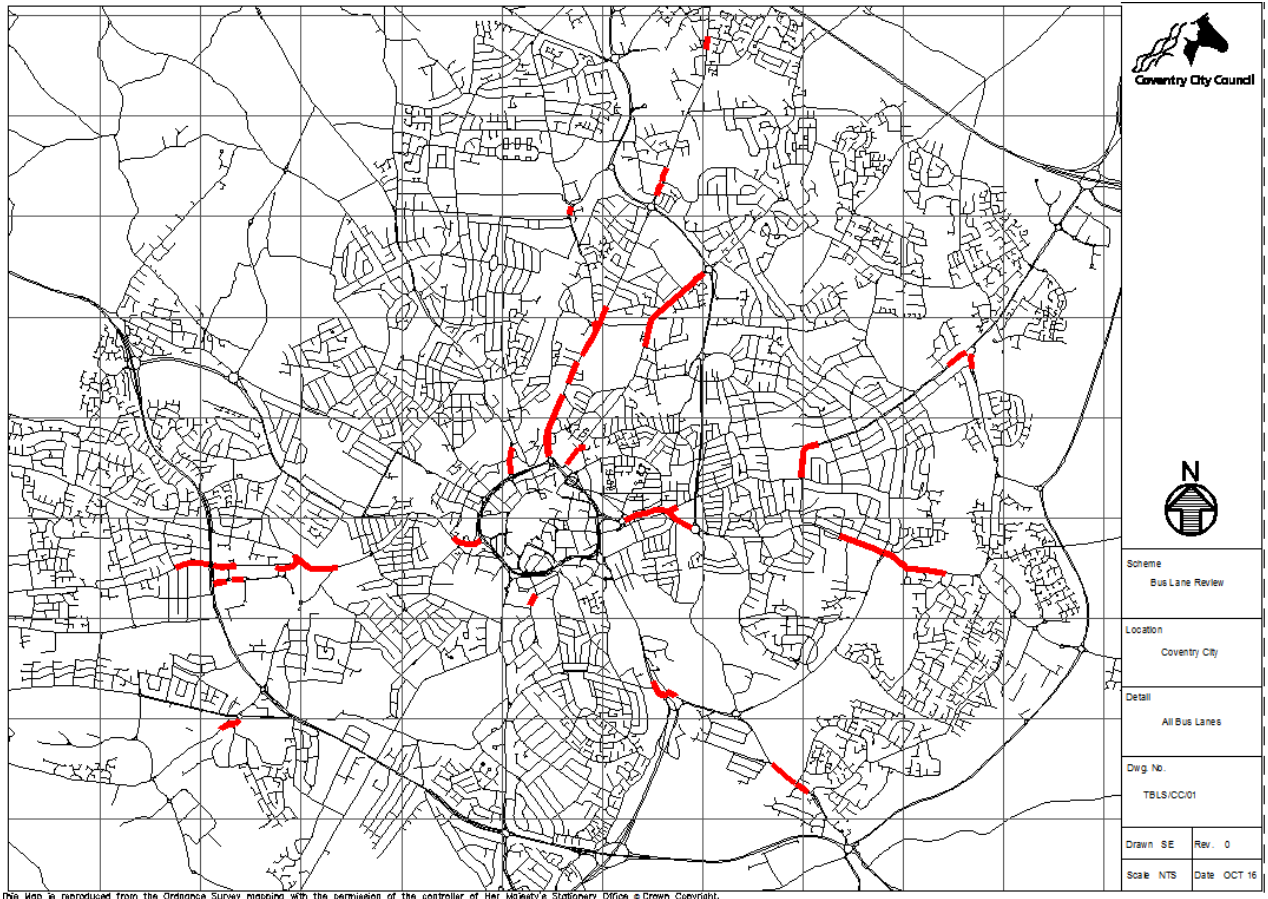 Coventry City Council
N
Scheme
Bus Lane Review
Location
Coventry City
Detail
All Bus Lanes
Dwg. No.
TBLS/CC/01
Drawn SE
Rev. 0
Scale NTS
Date OCT 16
This Map is reproduced from the Ordnance Survey mapping with the permission of the controller of Her Majesty's Stationery Office © Crown Copyright.